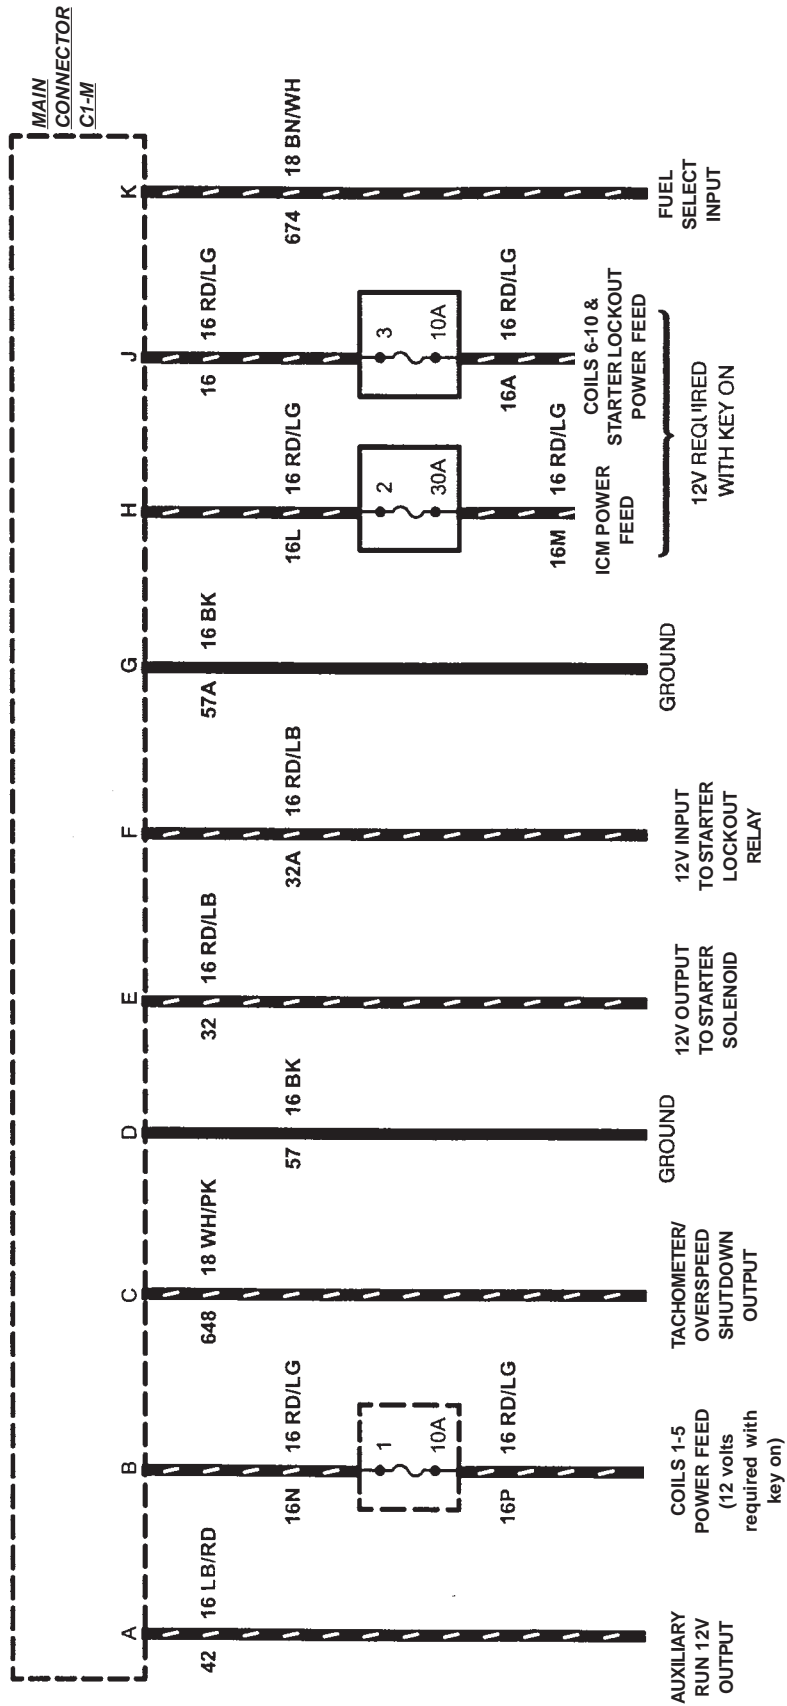 MAIN
CONNECTOR
C1-M
A
42
16 LB/RD
AUXILIARY
RUN 12V
OUTPUT
B
16N
16 RD/LG
1
10A
16P
16 RD/LG
COILS 1-5
POWER FEED
(12 volts
required with
key on)
C
648
18 WH/PK
TACHOMETER/
OVERSPEED
SHUTDOWN
OUTPUT
D
57
16 BK
GROUND
E
32
16 RD/LB
12V OUTPUT
TO STARTER
SOLENOID
F
32A
16 RD/LB
12V INPUT
TO STARTER
LOCKOUT
RELAY
G
57A
16 BK
GROUND
H
16L
16 RD/LG
2
30A
16M
16 RD/LG
ICM POWER
FEED
J
16
16 RD/LG
3
10A
16A
16 RD/LG
COILS 6-10 &
STARTER LOCKOUT
POWER FEED
12V REQUIRED
WITH KEY ON
K
674
18 BN/WH
FUEL
SELECT
INPUT